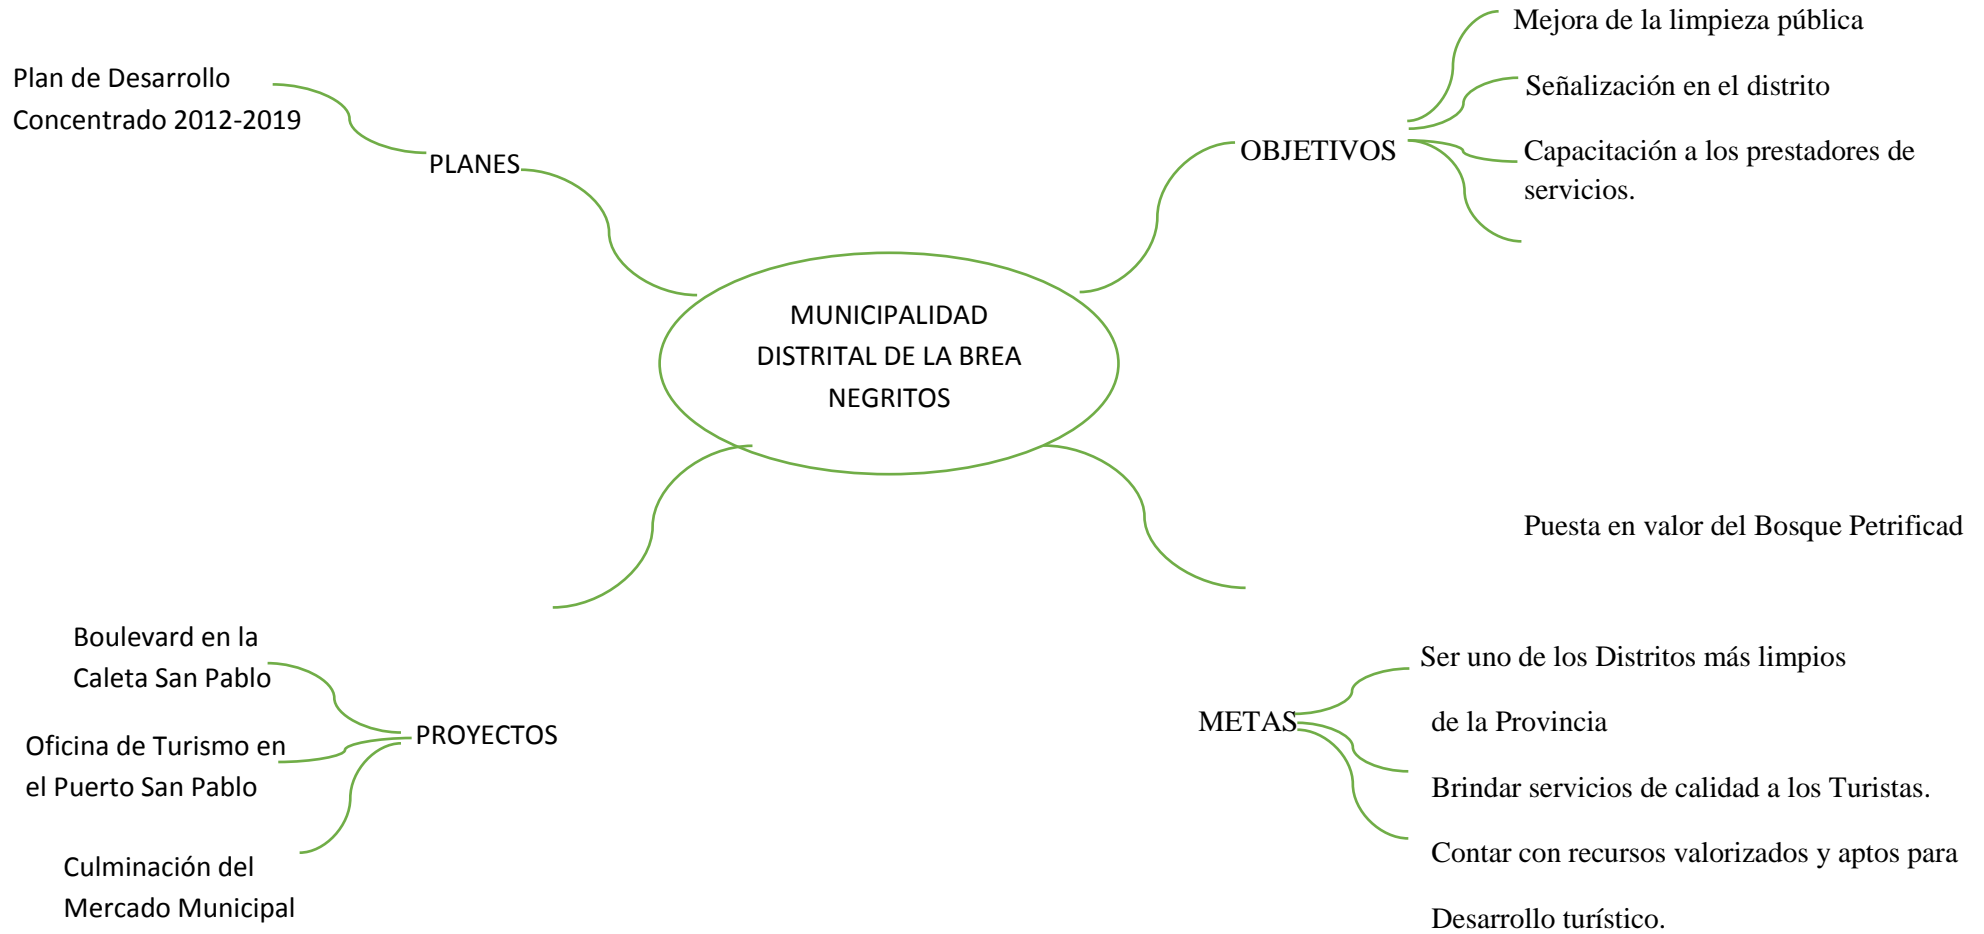 Plan de Desarrollo
Concentrado 2012-2019
PLANES
MUNICIPALIDAD
DISTRITAL DE LA BREA
NEGRITOS
OBJETIVOS
Mejora de la limpieza pública
Señalización en el distrito
Capacitación a los prestadores de
servicios.
Puesta en valor del Bosque Petrificad
Boulevard en la
Caleta San Pablo
Oficina de Turismo en
el Puerto San Pablo
Culminación del
Mercado Municipal
PROYECTOS
METAS
Ser uno de los Distritos más limpios
de la Provincia
Brindar servicios de calidad a los Turistas.
Contar con recursos valorizados y aptos para
Desarrollo turístico.